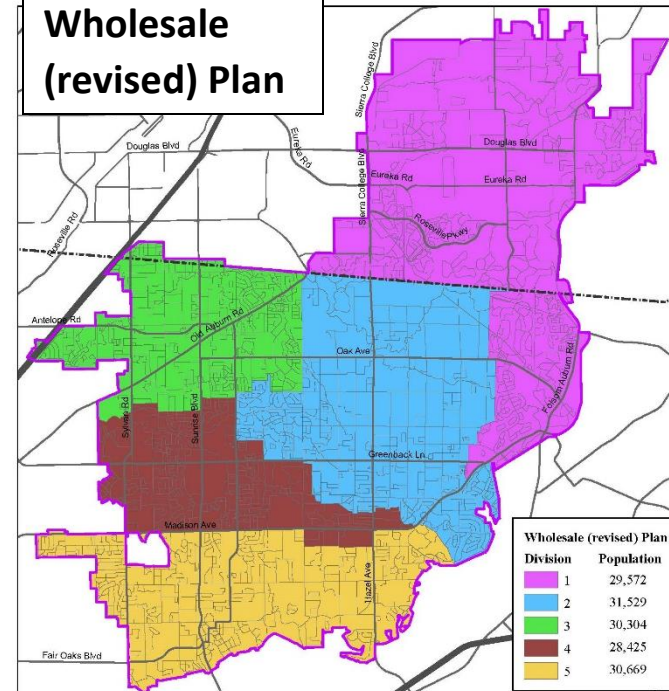 Wholesale
(revised) Plan
Sierra College Blvd
Douglas Blvd
Eureka Rd
Douglas Blvd
Sierra College Blvd
Eureka Rd
Eureka Rd
Roseville Pkwy
Roseville Rd
Antelope Rd
Old Auburn Rd
Oak Ave
Folsom Auburn Rd
Sylvan Rd
Sunrise Blvd
Greenback Ln
Madison Ave
Hazel Ave
Fair Oaks Blvd
Wholesale (revised) Plan
Division Population
1 29,572
2 31,529
3 30,304
4 28,425
5 30,669